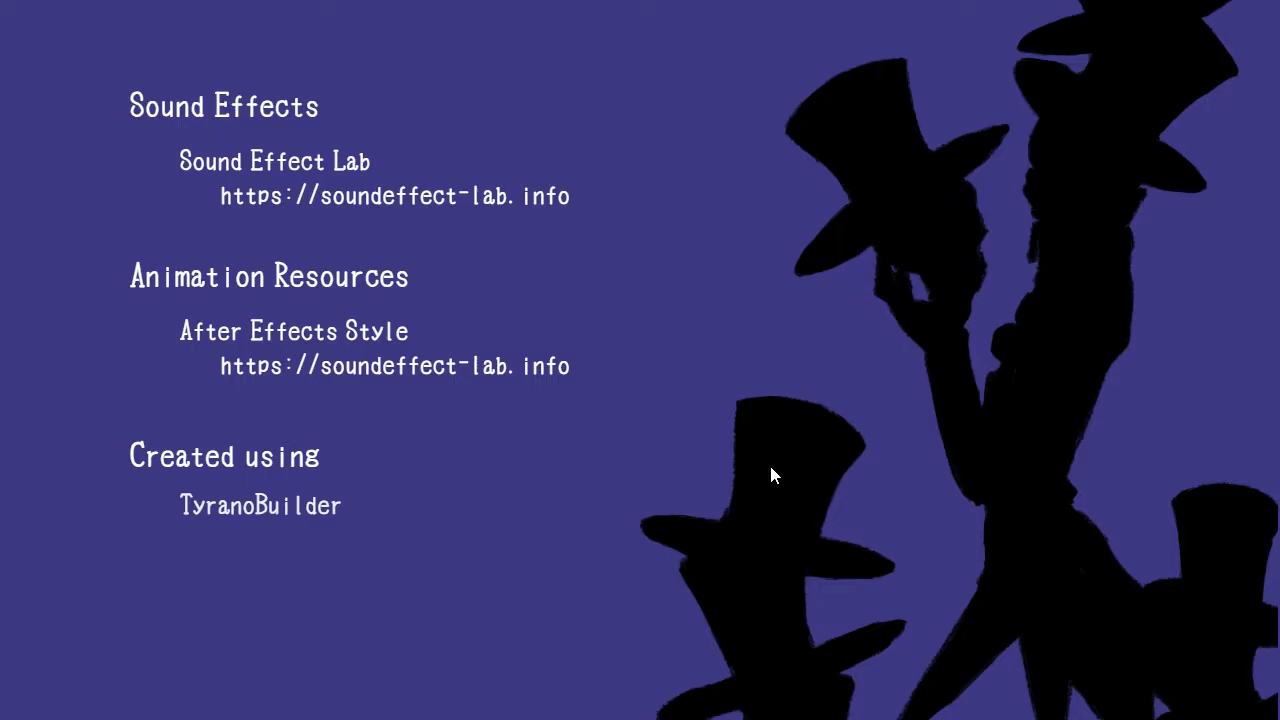 Sound Effects
Sound Effect Lab
https://soundeffect-lab.info
Animation Resources
After Effects Style
https://soundeffect-lab.info
Created using
TyranoBuilder